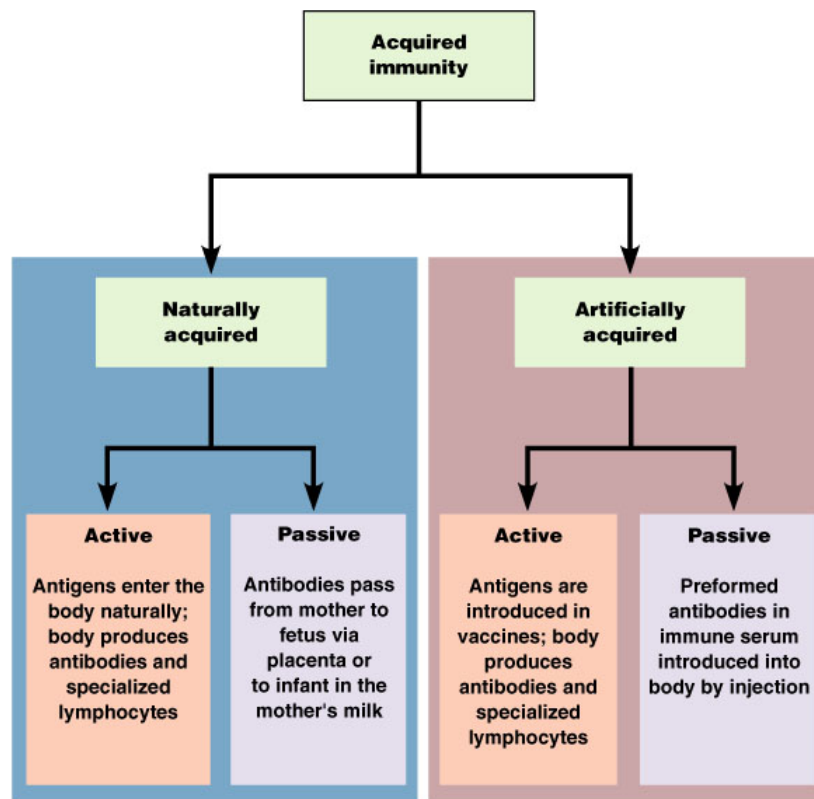 Acquired
immunity
Naturally
acquired
Artificially
acquired
Active
Antigens enter the
body naturally;
body produces
antibodies and
specialized
lymphocytes
Passive
Antibodies pass
from mother to
fetus via
placenta or
to infant in the
mother's milk
Active
Antigens are
introduced in
vaccines; body
produces
antibodies and
specialized
lymphocytes
Passive
Preformed
antibodies in
immune serum
introduced into
body by injection